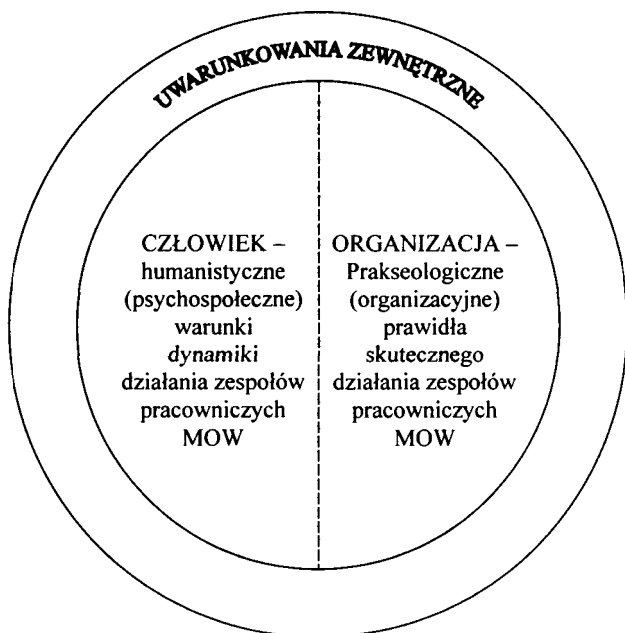 UWARUNKOWANIA ZEWNĘTRZNE
CZŁOWIEK –
humanistyczne
(psychospołeczne)
warunki
dynamiki
działania zespołów
pracowniczych
MOW
ORGANIZACJA –
Prakseologiczne
(organizacyjne)
prawidła
skutecznego
działania zespołów
pracowniczych
MOW